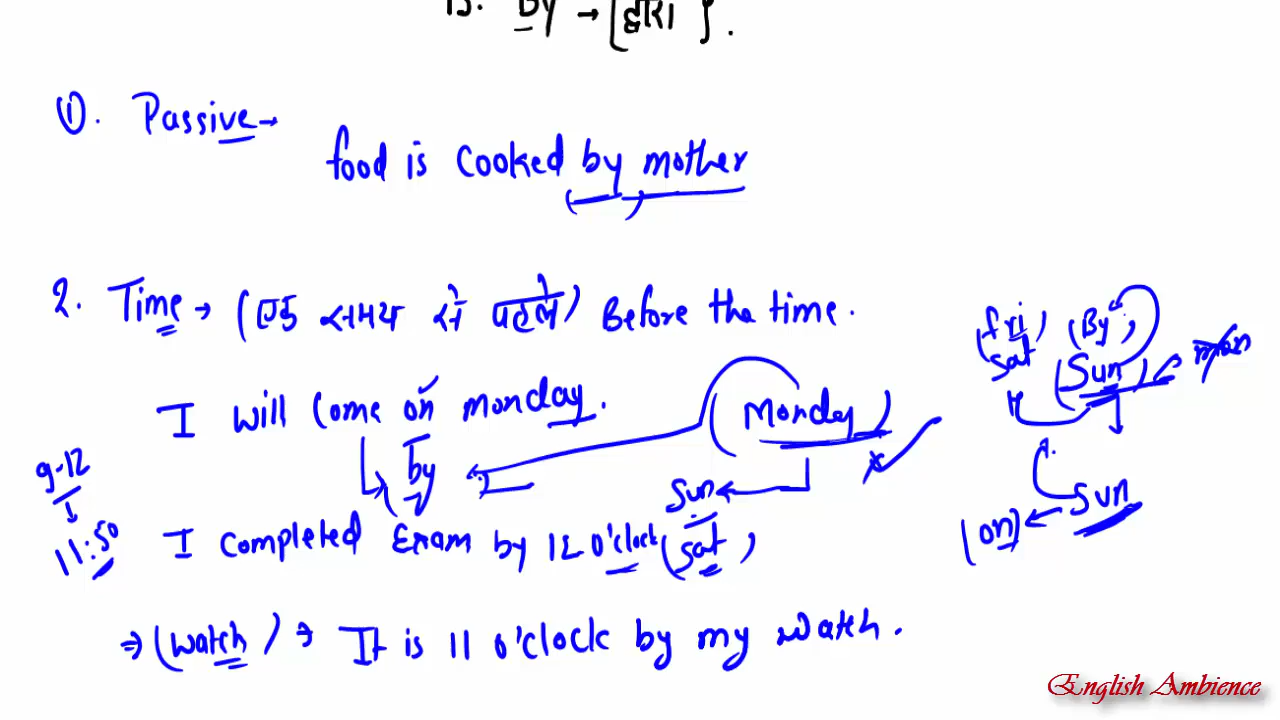 13. By → [द्वारा } .
①. Passive →
food is cooked by mother
2. Time → (एक समय से पहले) Before the time.
fri) (By ,
sat (Sun) mon
I will Come on monday. (Monday)
by
9-12
Sun
Sun
(on)
11:50
I completed Exam by 12 o'clock (sat,
⇒ (watch) ⇒ It is 11 o'clock by my watch.
English Ambience